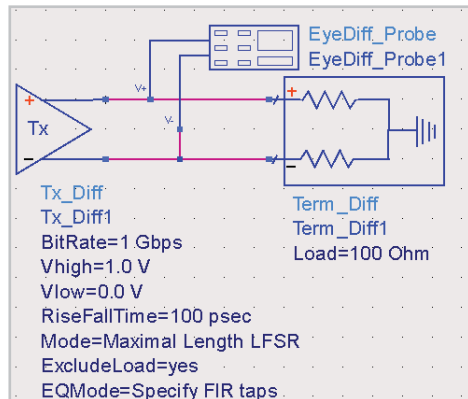 EyeDiff_Probe
EyeDiff_Probe1
V+
V-
+
Tx
−
+
−
Tx_Diff
Tx_Diff1
BitRate=1 Gbps
Vhigh=1.0 V
Vlow=0.0 V
RiseFallTime=100 psec
Mode=Maximal Length LFSR
ExcludeLoad=yes
EQMode=Specify FIR taps
Term_Diff
Term_Diff1
Load=100 Ohm